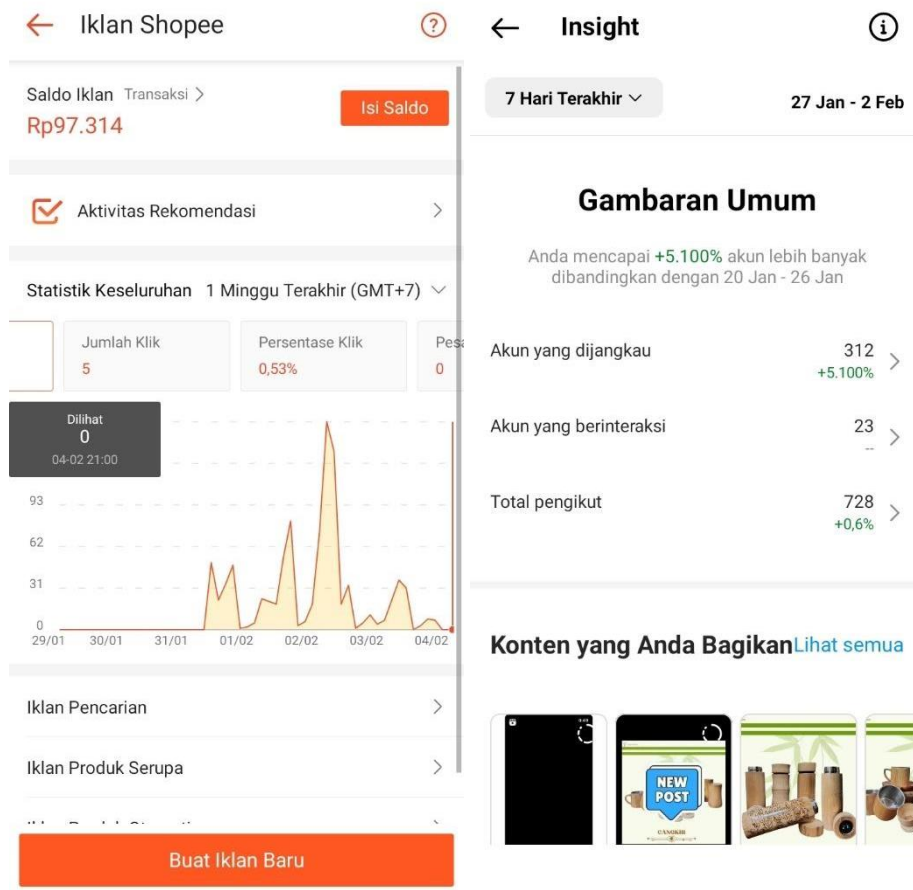 Iklan Shopee
Saldo Iklan Transaksi
Rp97.314
Isi Saldo
Aktivitas Rekomendasi
Statistik Keseluruhan 1 Minggu Terakhir (GMT+7)
Jumlah Klik
5
Persentase Klik
0,53%
0
Dilihat
0
04-02 21:00
93
62
31
0
29/01 30/01 31/01 01/02 02/02 03/02 04/02
Iklan Pencarian
Iklan Produk Serupa
Buat Iklan Baru
Insight
7 Hari Terakhir
27 Jan - 2 Feb
Gambaran Umum
Anda mencapai +5.100% akun lebih banyak
dibandingkan dengan 20 Jan - 26 Jan
Akun yang dijangkau
312
+5.100%
Akun yang berinteraksi
23
--
Total pengikut
728
+0,6%
Konten yang Anda Bagikan Lihat semua
NEW
POST
CANGKIR